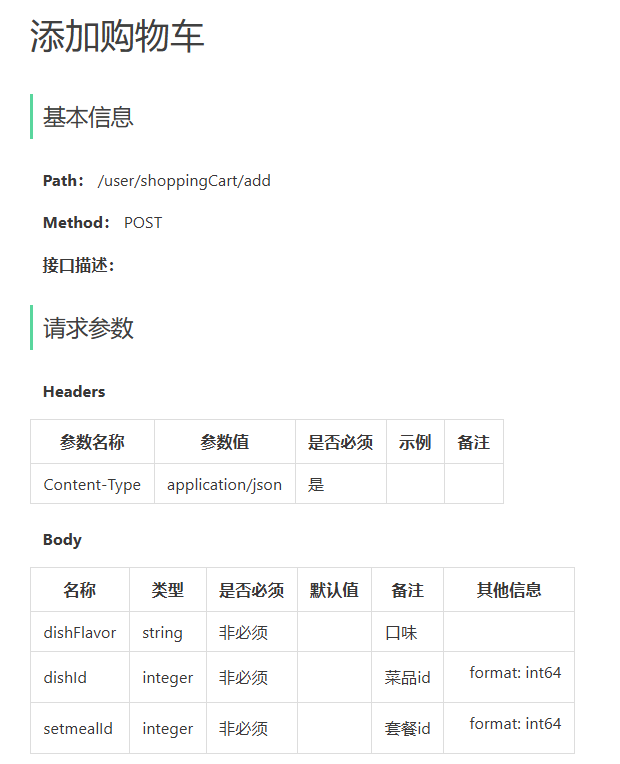 添加购物车
基本信息
Path： /user/shoppingCart/add
Method： POST
接口描述：
请求参数
Headers
参数名称 参数值 是否必须 示例 备注
Content-Type application/json 是
Body
名称 类型 是否必须 默认值 备注 其他信息
dishFlavor string 非必须 口味
dishId integer 非必须 菜品id format: int64
setmealId integer 非必须 套餐id format: int64